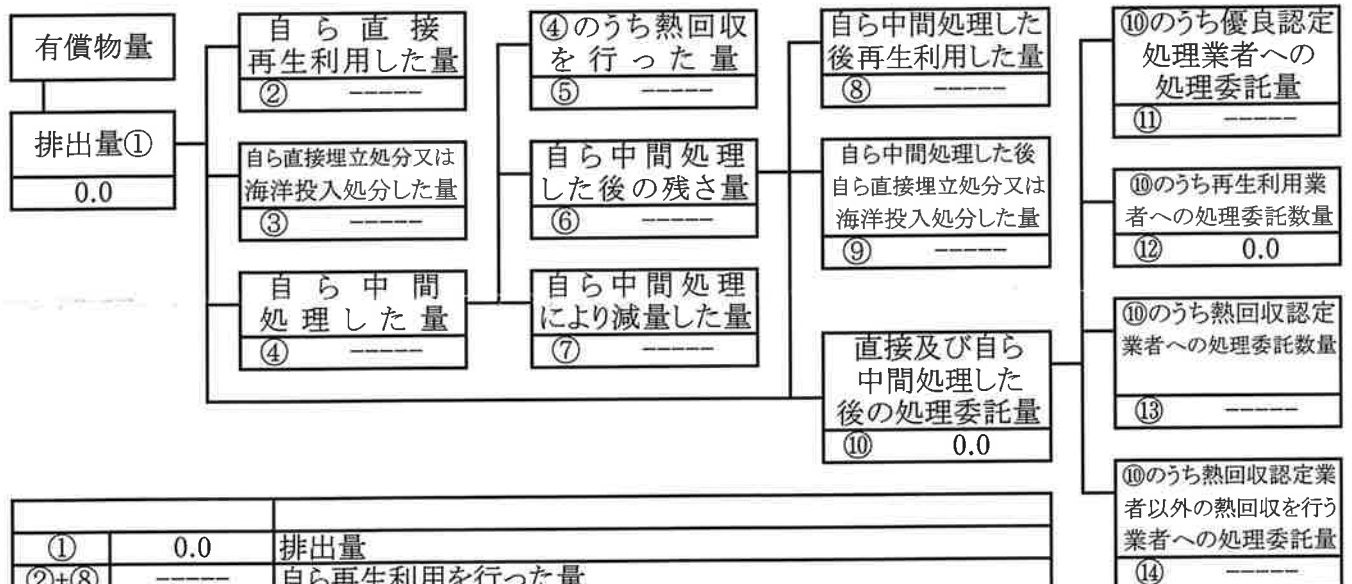 有償物量
排出量①
0.0
自ら直接
再生利用した量
② -----
自ら直接埋立処分又は
海洋投入処分した量
③ -----
自ら中間
処理した量
④ -----
④のうち熱回収
を行った量
⑤ -----
自ら中間処理
した後の残さ量
⑥ -----
自ら中間処理
により減量した量
⑦ -----
自ら中間処理した
後再生利用した量
⑧ -----
自ら中間処理した後
自ら直接埋立処分又は
海洋投入処分した量
⑨ -----
直接及び自ら
中間処理した
後の処理委託量
⑩ 0.0
⑩のうち優良認定
処理業者への
処理委託量
⑪ -----
⑩のうち再生利用業
者への処理委託数量
⑫ 0.0
⑩のうち熱回収認定
業者への処理委託数量
⑬ -----
⑩のうち熱回収認定業
者以外の熱回収を行う
業者への処理委託量
⑭ -----
① 0.0 排出量
②+⑧ ----- 自ら再生利用を行った量